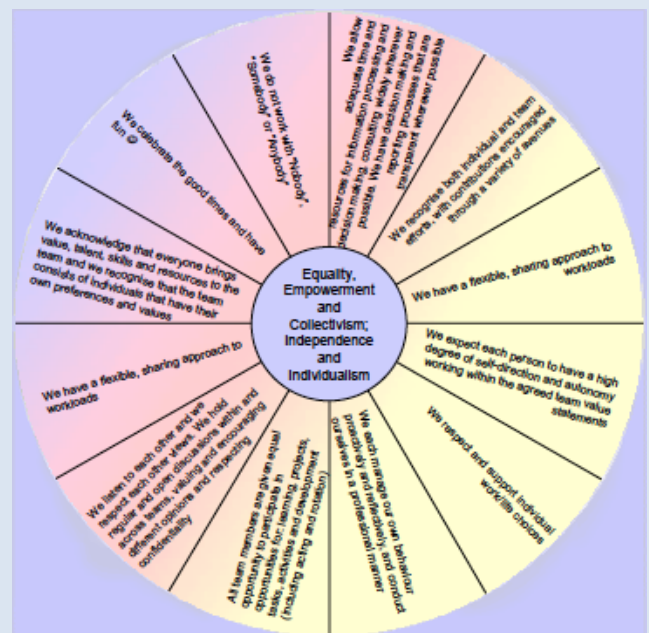 Equality,
Empowerment
and
Collectivism;
Independence
and
Individualism
We allow
adequate time and
resources for information processing and
decision making, consulting widely wherever
possible. We have decision making and
reporting processes that are
transparent wherever possible
We recognise both individual and team
efforts, with contributions encouraged
through a variety of avenues
We have a flexible, sharing approach to
workloads
We expect each person to have a high
degree of self-direction and autonomy
working within the agreed team value
statements
We respect and support individual
work/life choices
We each manage our own behaviour
proactively and reflectively, and conduct
ourselves in a professional manner
All team members are given equal
opportunity to participate in
opportunities for: learning, projects,
tasks, activities and development
(including acting and rotation)
We listen to each other and we
respect each other views. We hold
regular and open discussions within and
across teams, valuing and encouraging
different opinions and respecting
confidentiality
We have a flexible, sharing approach to
workloads
We acknowledge that everyone brings
value, talent, skills and resources to the
team and we recognise that the team
consists of individuals that have their
own preferences and values
We celebrate the good times and have
fun ☺
We do not work with "Nobody",
"Somebody" or "Anybody"